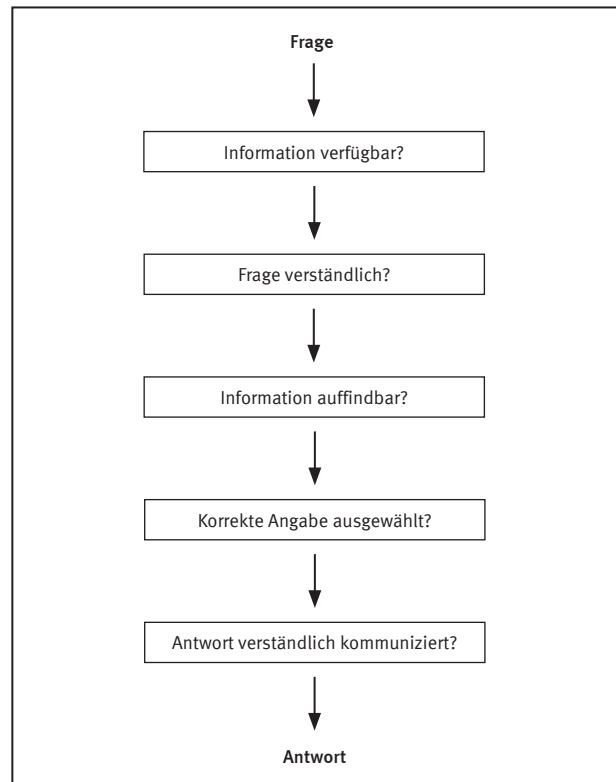 Frage
Information verfügbar?
Frage verständlich?
Information auffindbar?
Korrekte Angabe ausgewählt?
Antwort verständlich kommuniziert?
Antwort